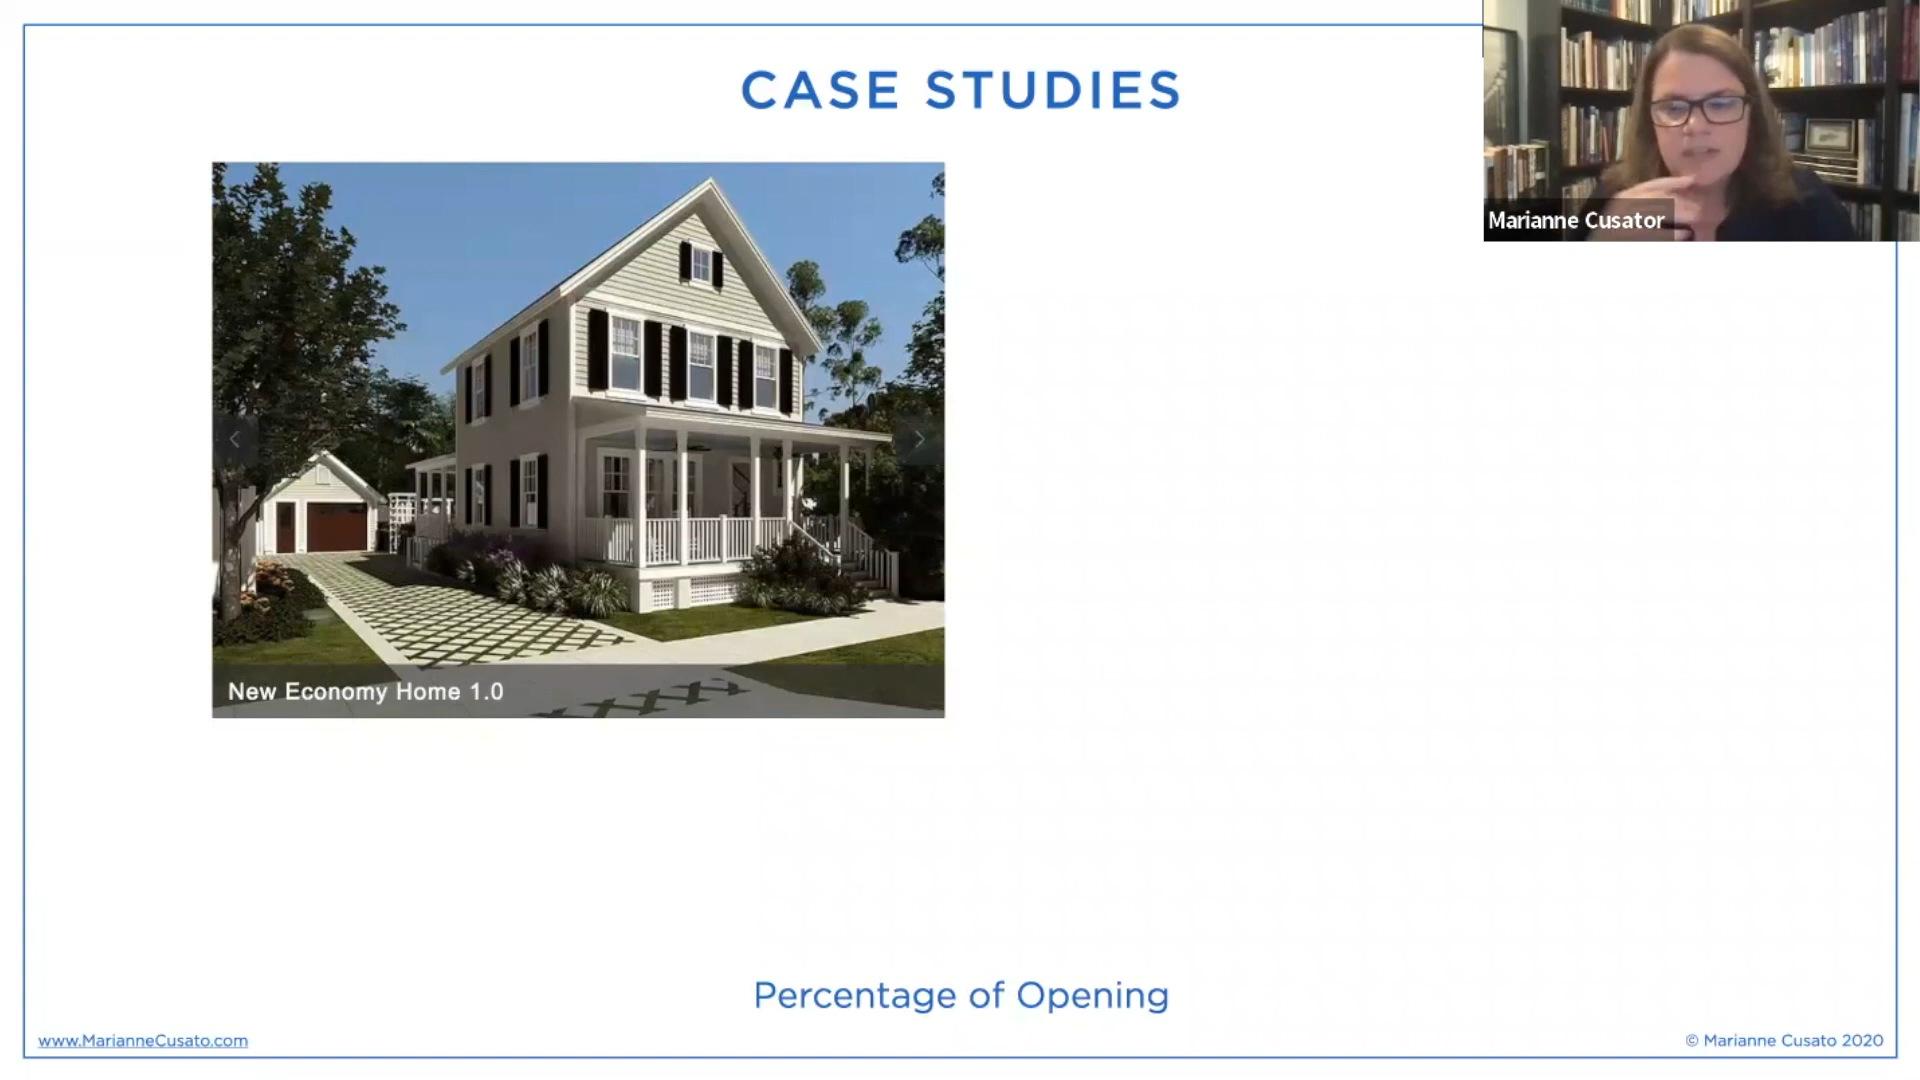 CASE STUDIES
Marianne Cusator
New Economy Home 1.0
Percentage of Opening
www.MarianneCusato.com
© Marianne Cusato 2020